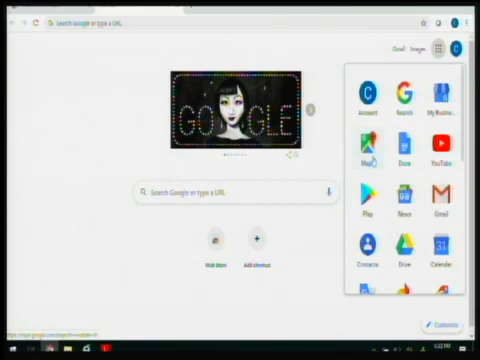 Search Google or type a URL
Gmail Images
GOOGLE
Account Search My Busine...
Maps Docs YouTube
Search Google or type a URL
Play News Gmail
Web Store Add shortcut
Contacts Drive Calendar
Customize